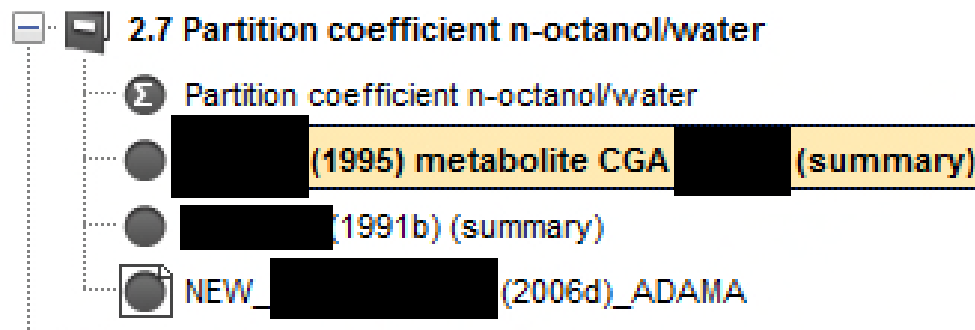 2.7 Partition coefficient n-octanol/water
Σ Partition coefficient n-octanol/water
(1995) metabolite CGA (summary)
(1991b) (summary)
NEW_ (2006d)_ADAMA